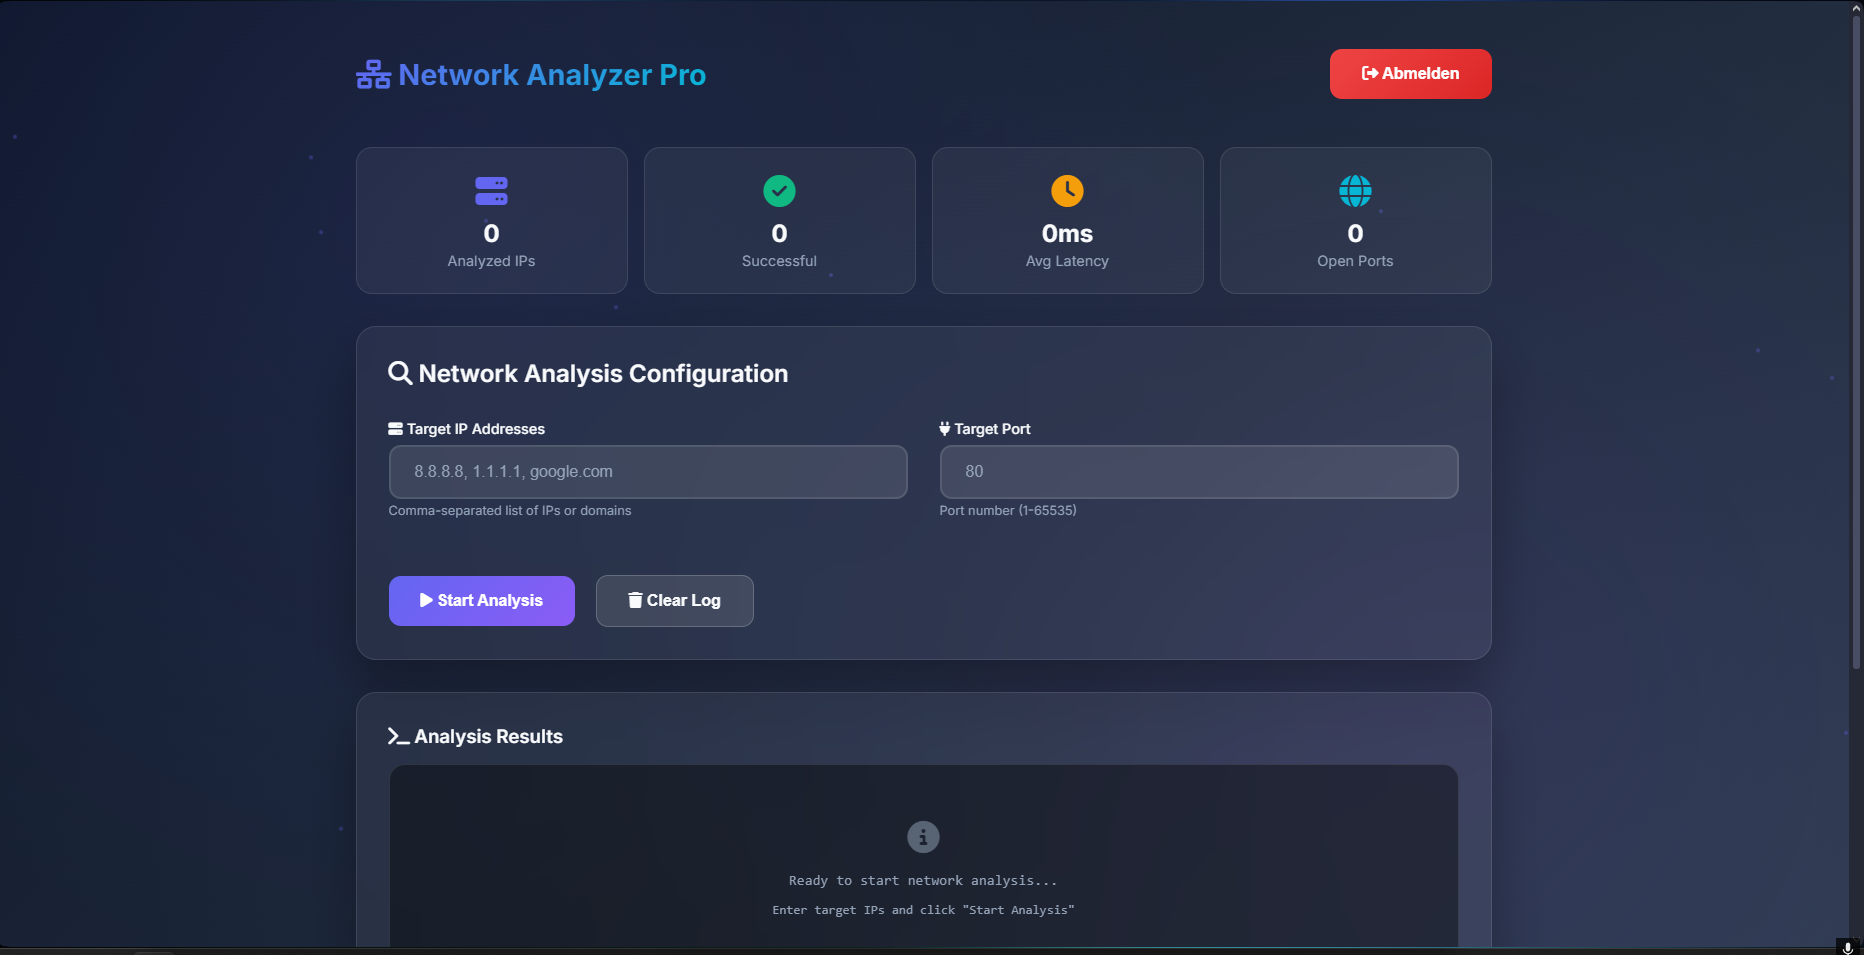 Network Analyzer Pro
Abmelden
0
Analyzed IPs
0
Successful
0ms
Avg Latency
0
Open Ports
Network Analysis Configuration
Target IP Addresses
8.8.8.8, 1.1.1.1, google.com
Comma-separated list of IPs or domains
Target Port
80
Port number (1-65535)
Start Analysis
Clear Log
Analysis Results
Ready to start network analysis...
Enter target IPs and click "Start Analysis"